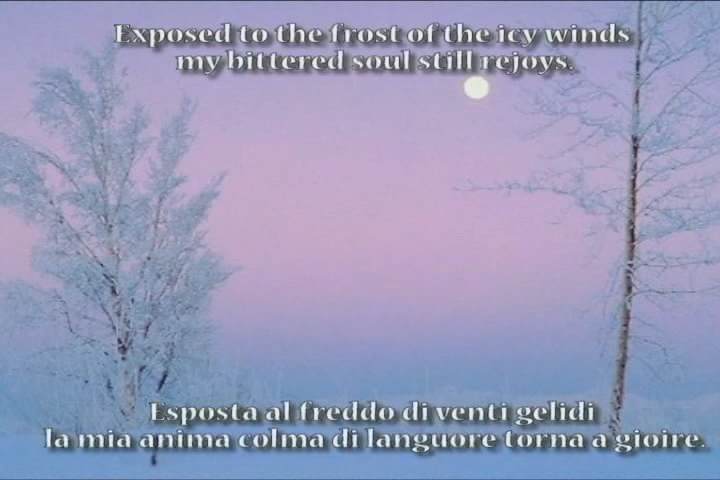 Exposed to the frost of the icy winds
my bittered soul still rejoys.
Esposta al freddo di venti gelidi
la mia anima colma di languore torna a gioire.